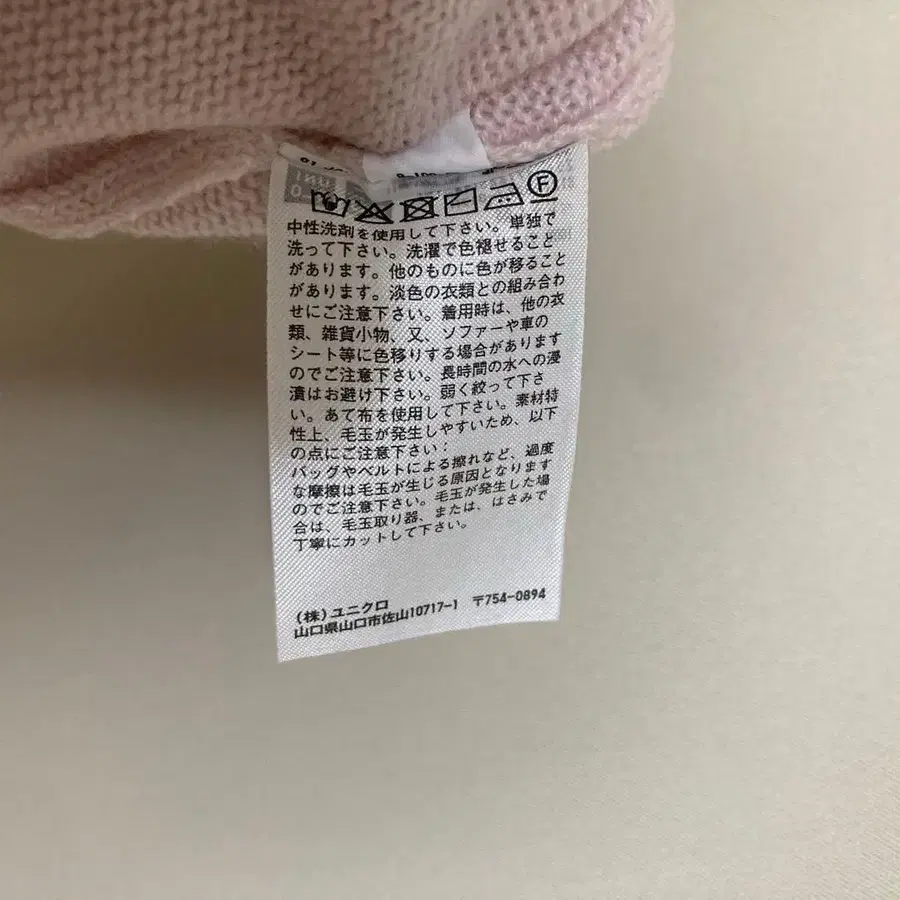 F
中性洗剤を使用して下さい。単独で
洗って下さい。洗濯で色褪せること
があります。他のものに色が移ること
があります。淡色の衣類との組み合わ
せにご注意下さい。着用時は、他の衣
類、雑貨小物、又、ソファーや車の
シート等に色移りする場合があります
のでご注意下さい。長時間の水への浸
漬はお避け下さい。弱く絞って下さ
い。あて布を使用して下さい。素材特
性上、毛玉が発生しやすいため、以下
の点にご注意下さい:
バッグやベルトによる擦れなど、過度
な摩擦は毛玉が生じる原因となります
のでご注意下さい。毛玉が発生した場
合は、毛玉取り器、または、はさみで
丁寧にカットして下さい。
(株)ユニクロ
山口県山口市佐山10717-1 〒754-0894